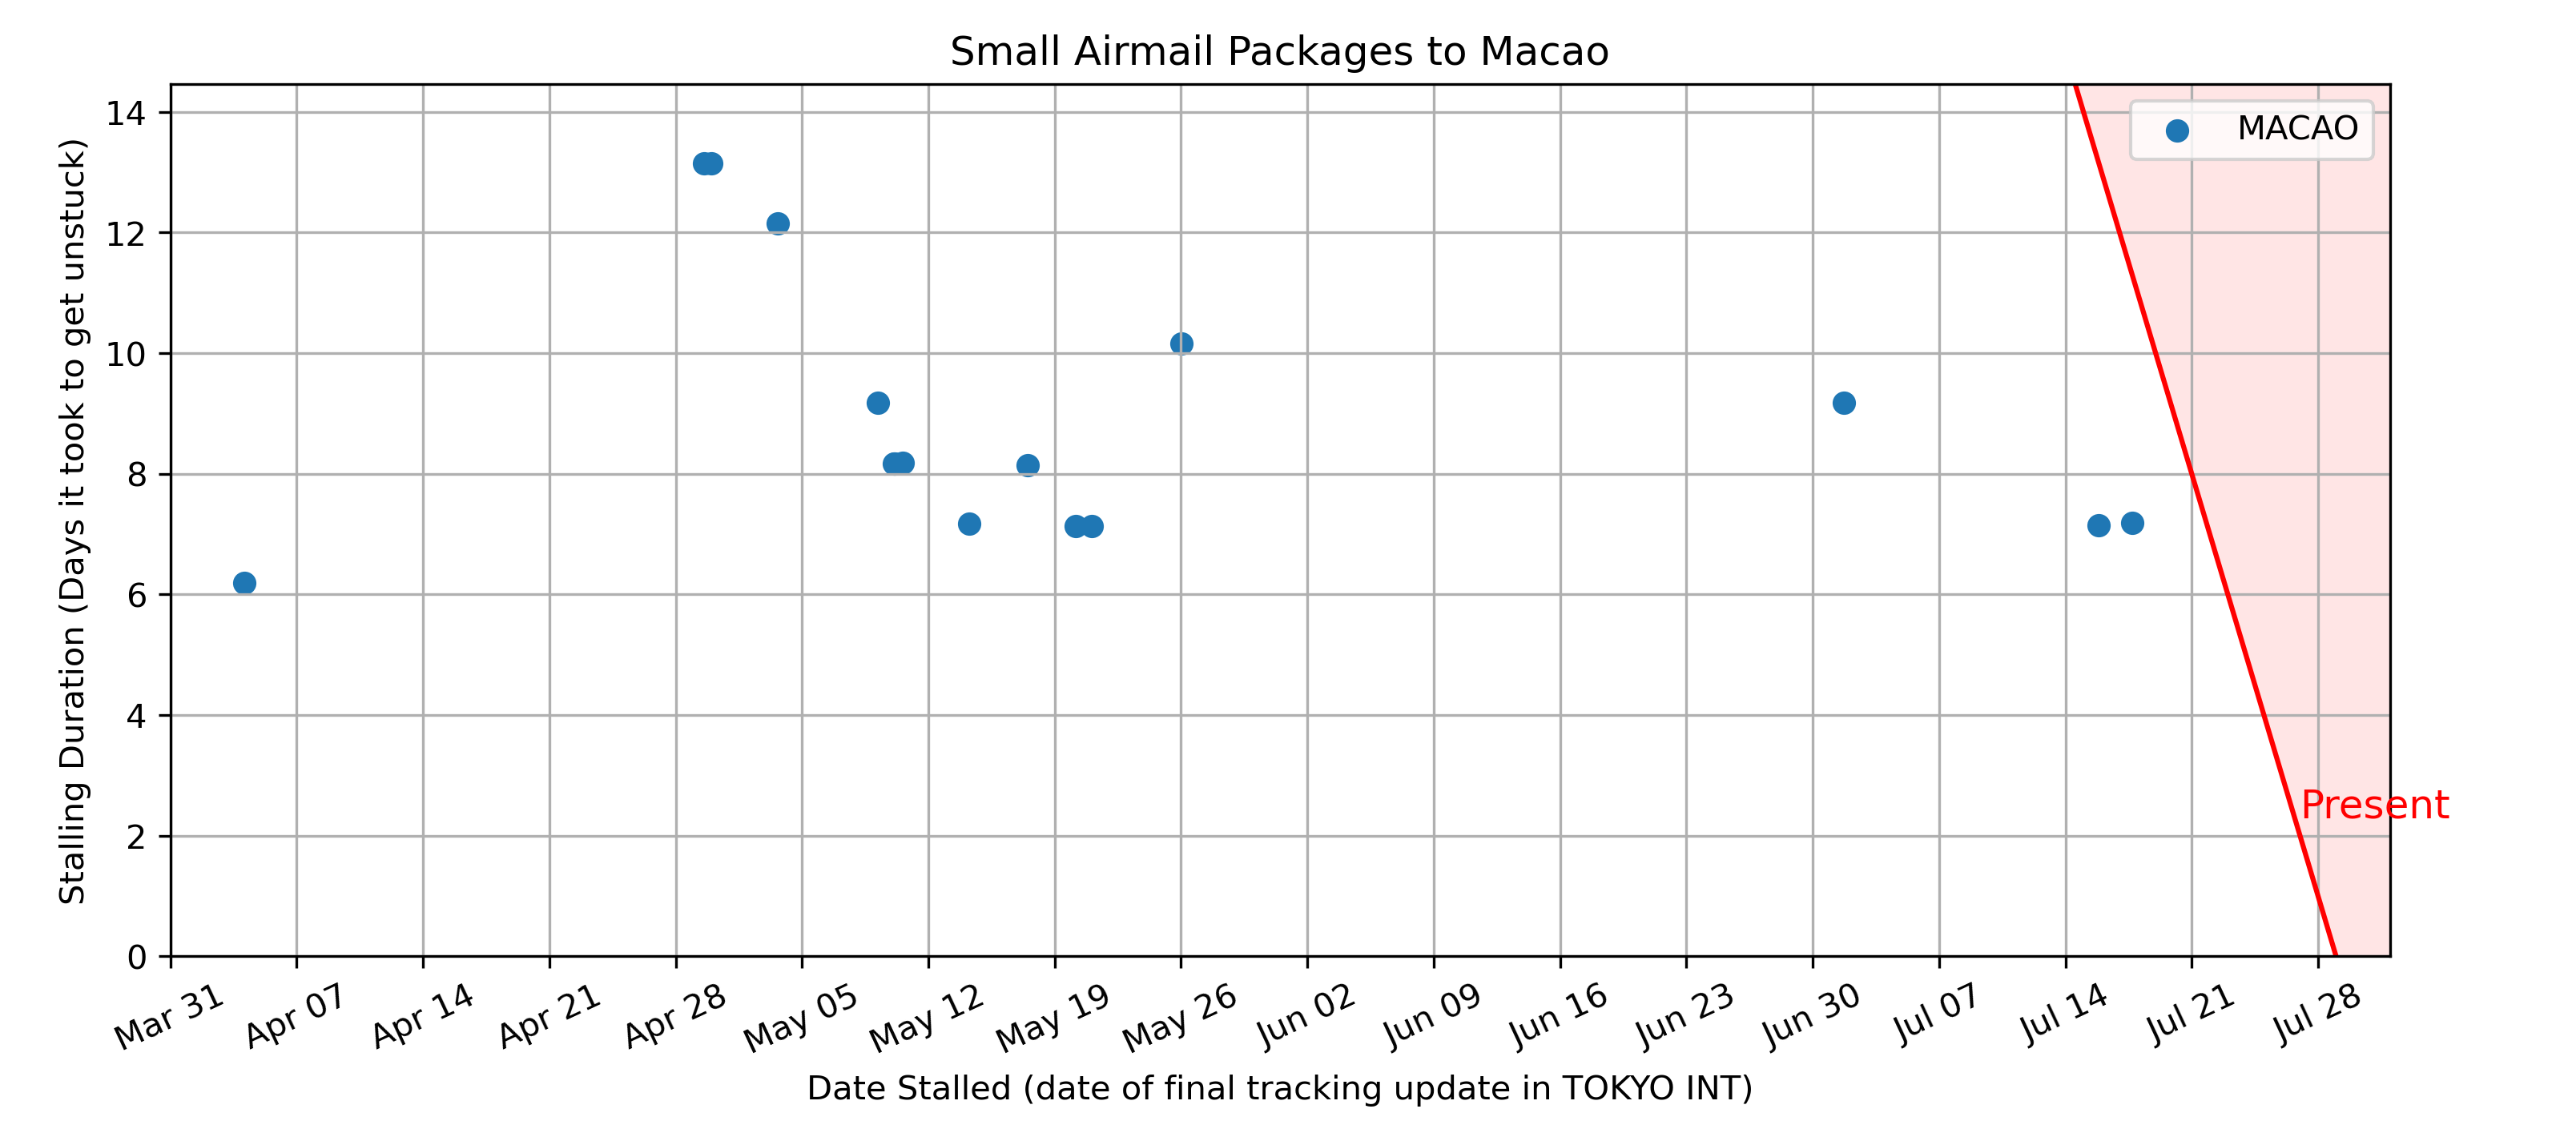 Small Airmail Packages to Macao
Stalling Duration (Days it took to get unstuck)
14
12
10
8
6
4
2
0
MACAO
Present
Mar 31
Apr 07
Apr 14
Apr 21
Apr 28
May 05
May 12
May 19
May 26
Jun 02
Jun 09
Jun 16
Jun 23
Jun 30
Jul 07
Jul 14
Jul 21
Jul 28
Date Stalled (date of final tracking update in TOKYO INT)